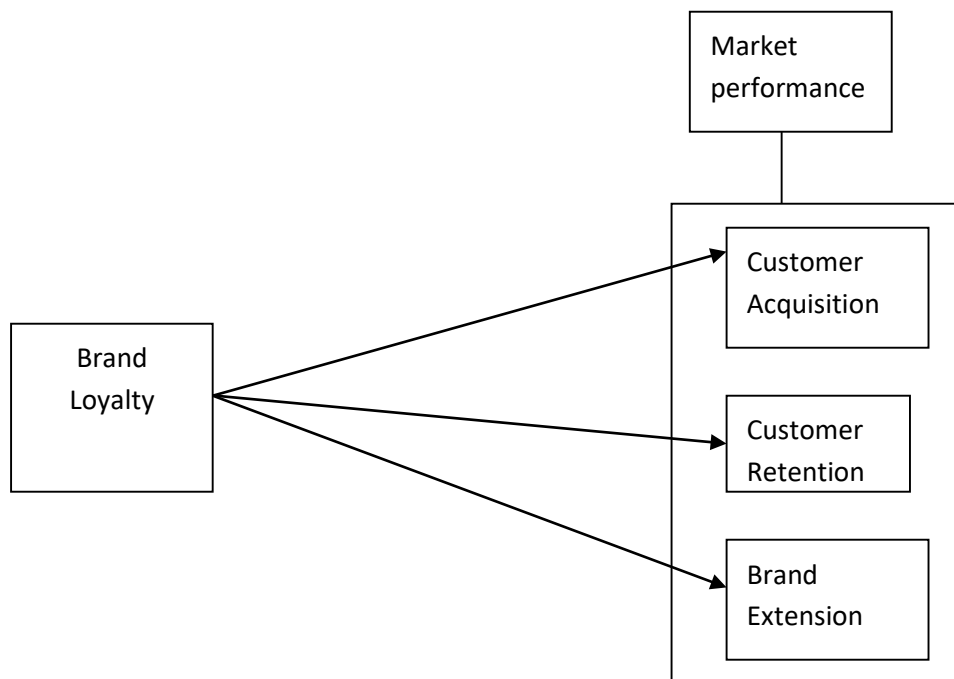 Market
performance
Customer
Acquisition
Brand
Loyalty
Customer
Retention
Brand
Extension